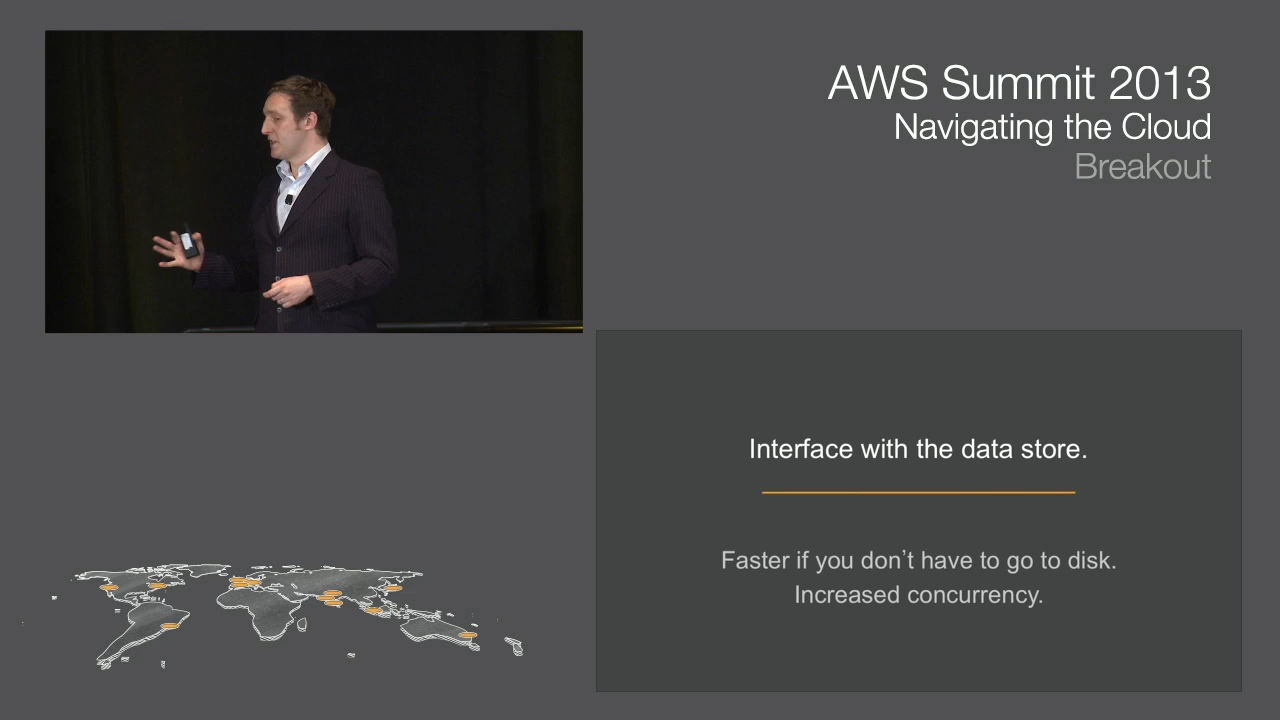 AWS Summit 2013
Navigating the Cloud
Breakout
Interface with the data store.
Faster if you don’t have to go to disk.
Increased concurrency.